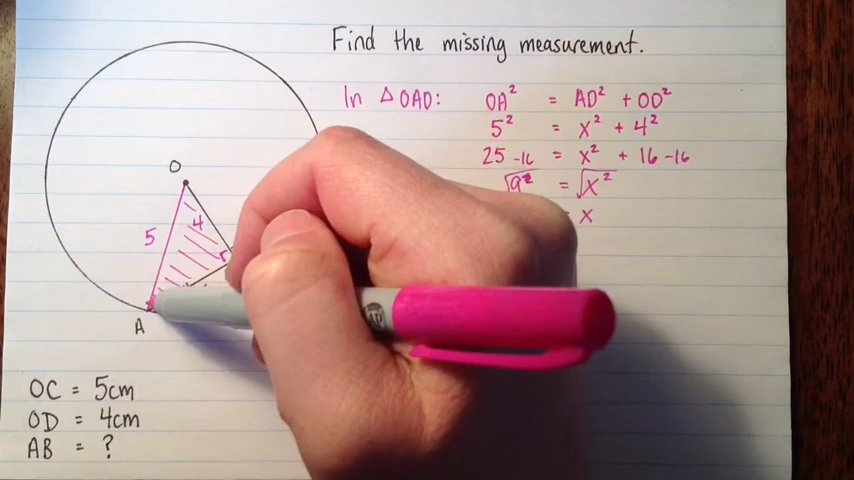 Find the missing measurement.
In △OAD: OA² = AD² + OD²
5² = x² + 4²
25 -16 = x² + 16 -16
√9² = √x²
x
O
4
5
A
OC = 5cm
OD = 4cm
AB = ?